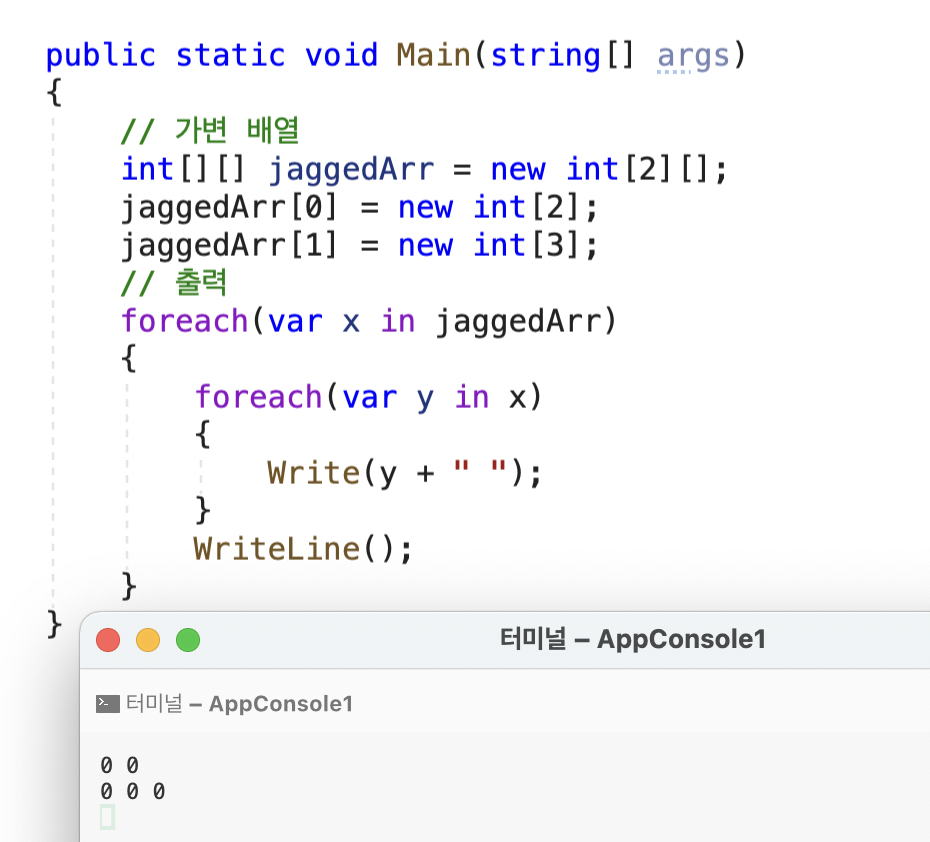 public static void Main(string[] args)
{
// 가변 배열
int[][] jaggedArr = new int[2][];
jaggedArr[0] = new int[2];
jaggedArr[1] = new int[3];
// 출력
foreach(var x in jaggedArr)
{
foreach(var y in x)
{
Write(y + " ");
}
WriteLine();
}
}
터미널 – AppConsole1
터미널 – AppConsole1
0 0
0 0 0